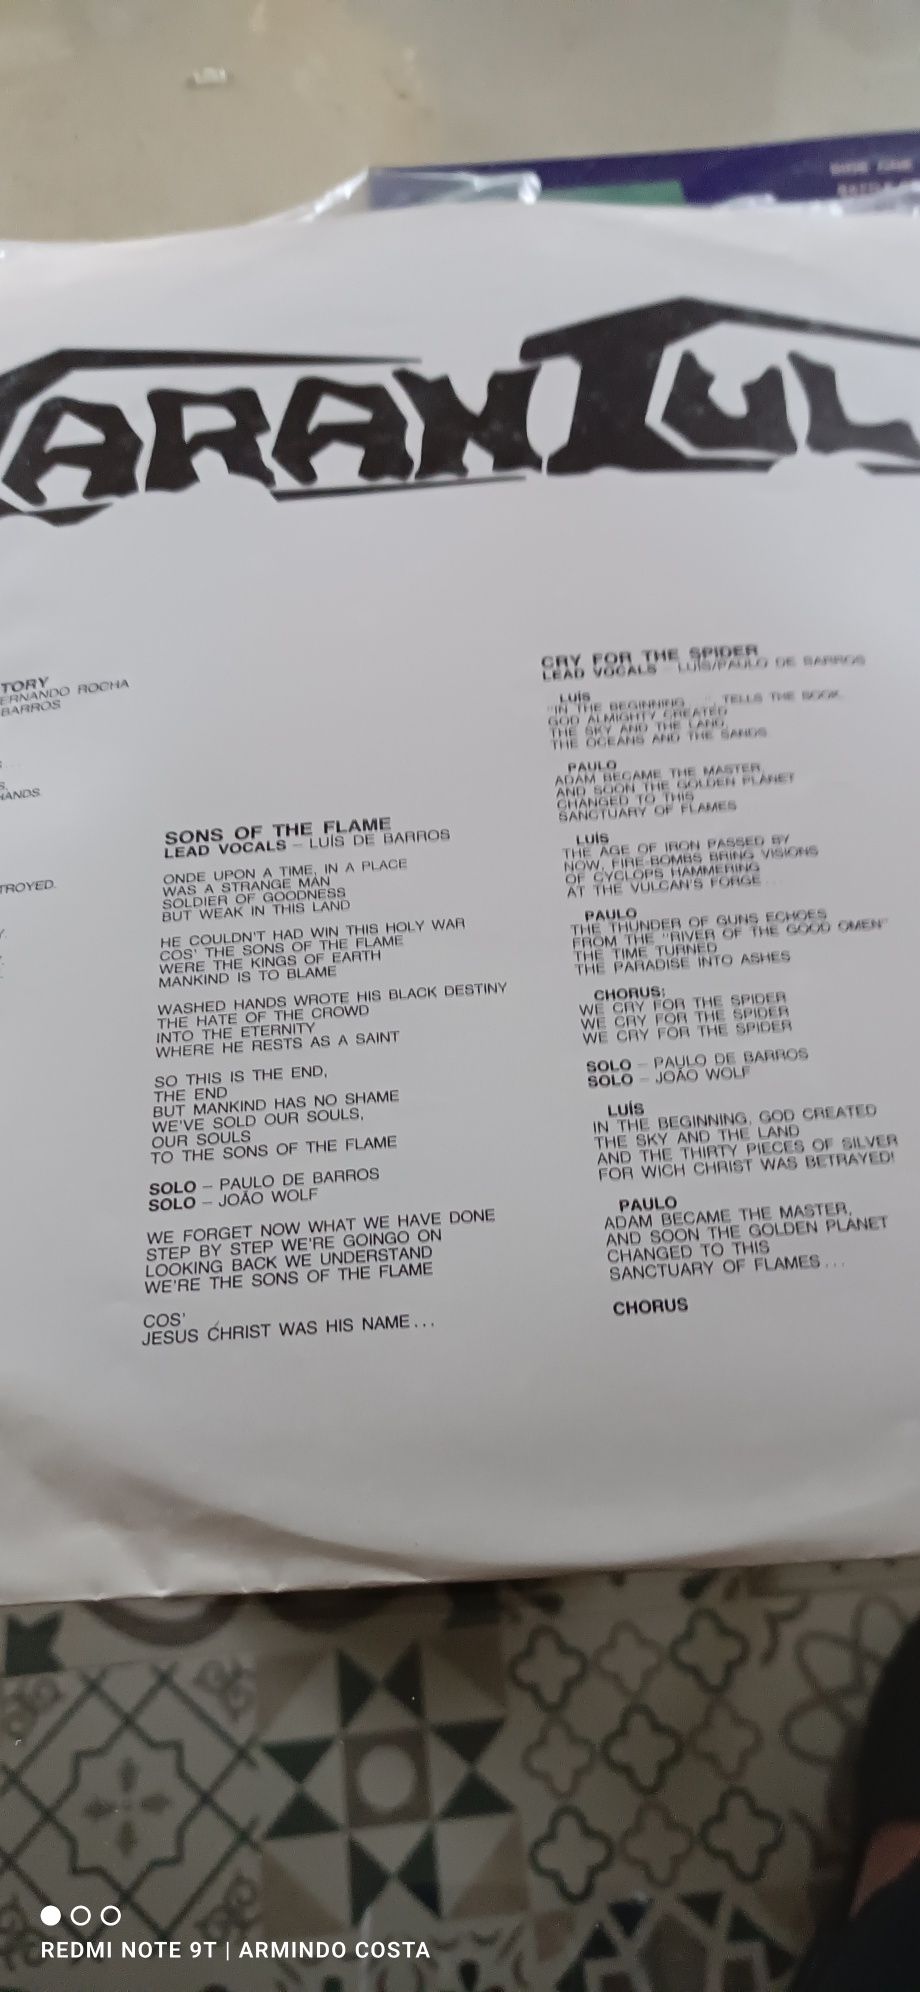 SIDE ONE
TARANTUL
TORY
ERNANDO ROCHA
BARROS
HANDS.
TROYED.
SONS OF THE FLAME
LEAD VOCALS – LUÍS DE BARROS
ONDE UPON A TIME, IN A PLACE
WAS A STRANGE MAN
SOLDIER OF GOODNESS
BUT WEAK IN THIS LAND
HE COULDN'T HAD WIN THIS HOLY WAR
COS' THE SONS OF THE FLAME
WERE THE KINGS OF EARTH
MANKIND IS TO BLAME
WASHED HANDS WROTE HIS BLACK DESTINY
THE HATE OF THE CROWD
INTO THE ETERNITY
WHERE HE RESTS AS A SAINT
SO THIS IS THE END,
THE END
BUT MANKIND HAS NO SHAME
WE'VE SOLD OUR SOULS,
OUR SOULS
TO THE SONS OF THE FLAME
SOLO – PAULO DE BARROS
SOLO – JOÃO WOLF
WE FORGET NOW WHAT WE HAVE DONE
STEP BY STEP WE'RE GOINGO ON
LOOKING BACK WE UNDERSTAND
WE'RE THE SONS OF THE FLAME
COS'
JESUS CHRIST WAS HIS NAME...
CRY FOR THE SPIDER
LEAD VOCALS – LUÍS/PAULO DE BARROS
LUÍS
"IN THE BEGINNING ...", TELLS THE BOOK,
GOD ALMIGHTY CREATED
THE SKY AND THE LAND,
THE OCEANS AND THE SANDS
PAULO
ADAM BECAME THE MASTER,
AND SOON THE GOLDEN PLANET
CHANGED TO THIS
SANCTUARY OF FLAMES
LUÍS
THE AGE OF IRON PASSED BY
NOW, FIRE-BOMBS BRING VISIONS
OF CYCLOPS HAMMERING
AT THE VULCAN'S FORGE...
PAULO
THE THUNDER OF GUNS ECHOES
FROM THE "RIVER OF THE GOOD OMEN"
THE TIME TURNED
THE PARADISE INTO ASHES
CHORUS:
WE CRY FOR THE SPIDER
WE CRY FOR THE SPIDER
WE CRY FOR THE SPIDER
SOLO – PAULO DE BARROS
SOLO – JOÃO WOLF
LUÍS
IN THE BEGINNING, GOD CREATED
THE SKY AND THE LAND
AND THE THIRTY PIECES OF SILVER
FOR WICH CHRIST WAS BETRAYED!
PAULO
ADAM BECAME THE MASTER,
AND SOON THE GOLDEN PLANET
CHANGED TO THIS
SANCTUARY OF FLAMES...
CHORUS
REDMI NOTE 9T | ARMINDO COSTA